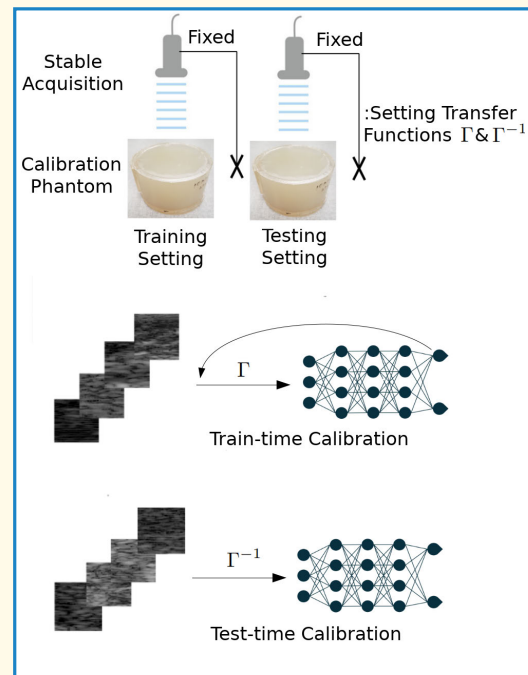 Fixed
Fixed
Stable
Acquisition
:Setting Transfer
Functions Γ & Γ⁻¹
Calibration
Phantom
Training
Setting
Testing
Setting
Γ
Train-time Calibration
Γ⁻¹
Test-time Calibration